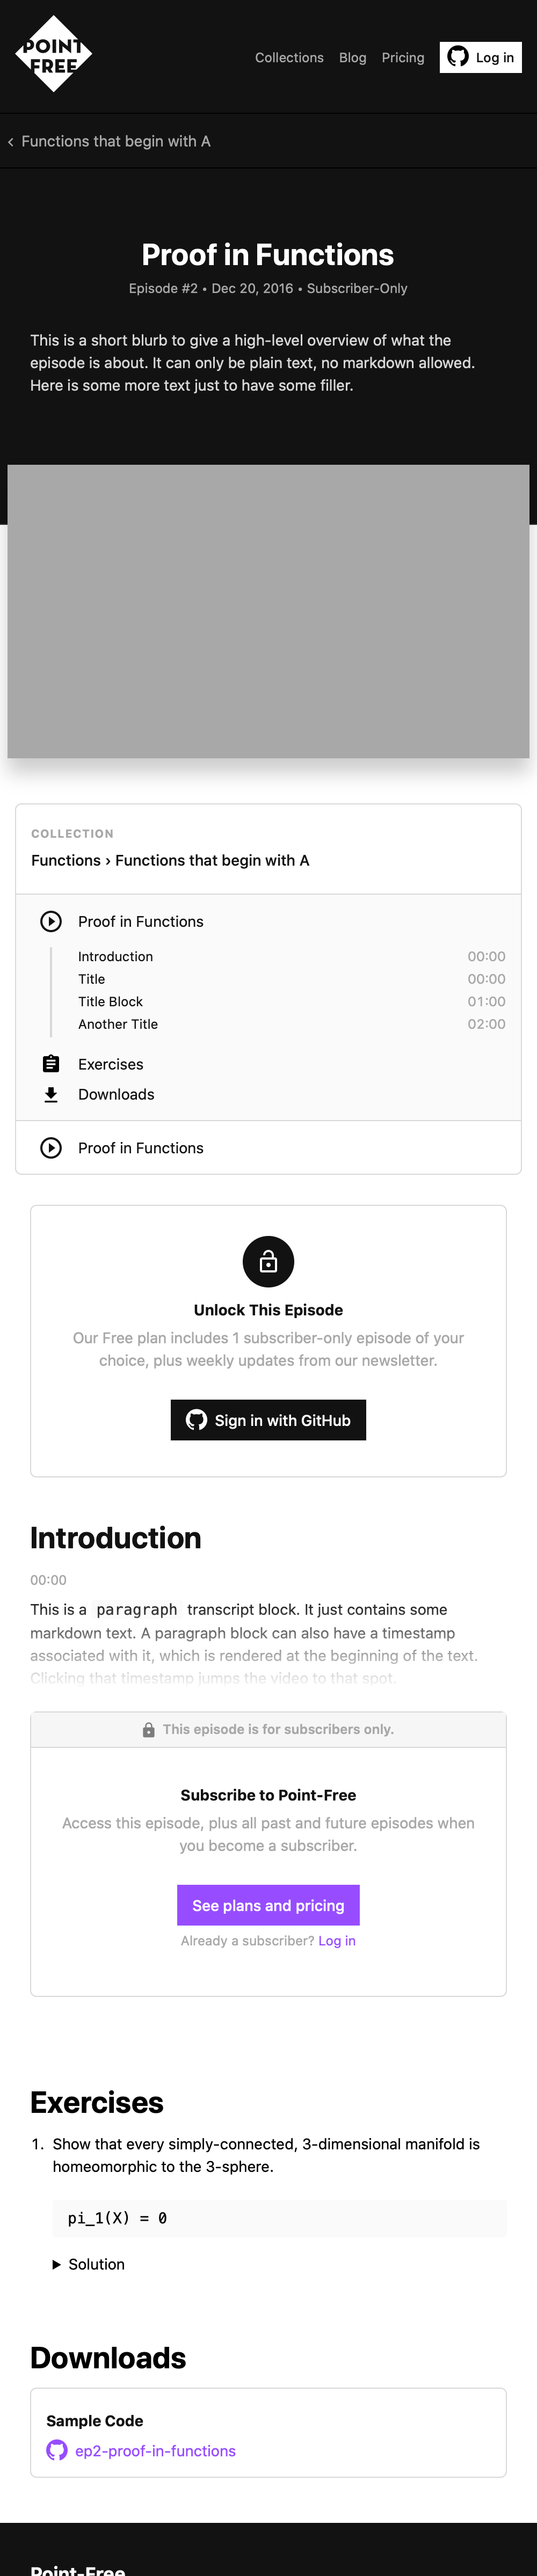 POINT
FREE
Collections Blog Pricing Log in
Functions that begin with A
Proof in Functions
Episode #2 • Dec 20, 2016 • Subscriber-Only
This is a short blurb to give a high-level overview of what the
episode is about. It can only be plain text, no markdown allowed.
Here is some more text just to have some filler.
COLLECTION
Functions › Functions that begin with A
Proof in Functions
Introduction 00:00
Title 00:00
Title Block 01:00
Another Title 02:00
Exercises
Downloads
Proof in Functions
Unlock This Episode
Our Free plan includes 1 subscriber-only episode of your
choice, plus weekly updates from our newsletter.
Sign in with GitHub
Introduction
00:00
This is a paragraph transcript block. It just contains some
markdown text. A paragraph block can also have a timestamp
associated with it, which is rendered at the beginning of the text.
Clicking that timestamp jumps the video to that spot.
This episode is for subscribers only.
Subscribe to Point-Free
Access this episode, plus all past and future episodes when
you become a subscriber.
See plans and pricing
Already a subscriber? Log in
Exercises
1. Show that every simply-connected, 3-dimensional manifold is
homeomorphic to the 3-sphere.
pi_1(X) = 0
Solution
Downloads
Sample Code
ep2-proof-in-functions
Point-Free